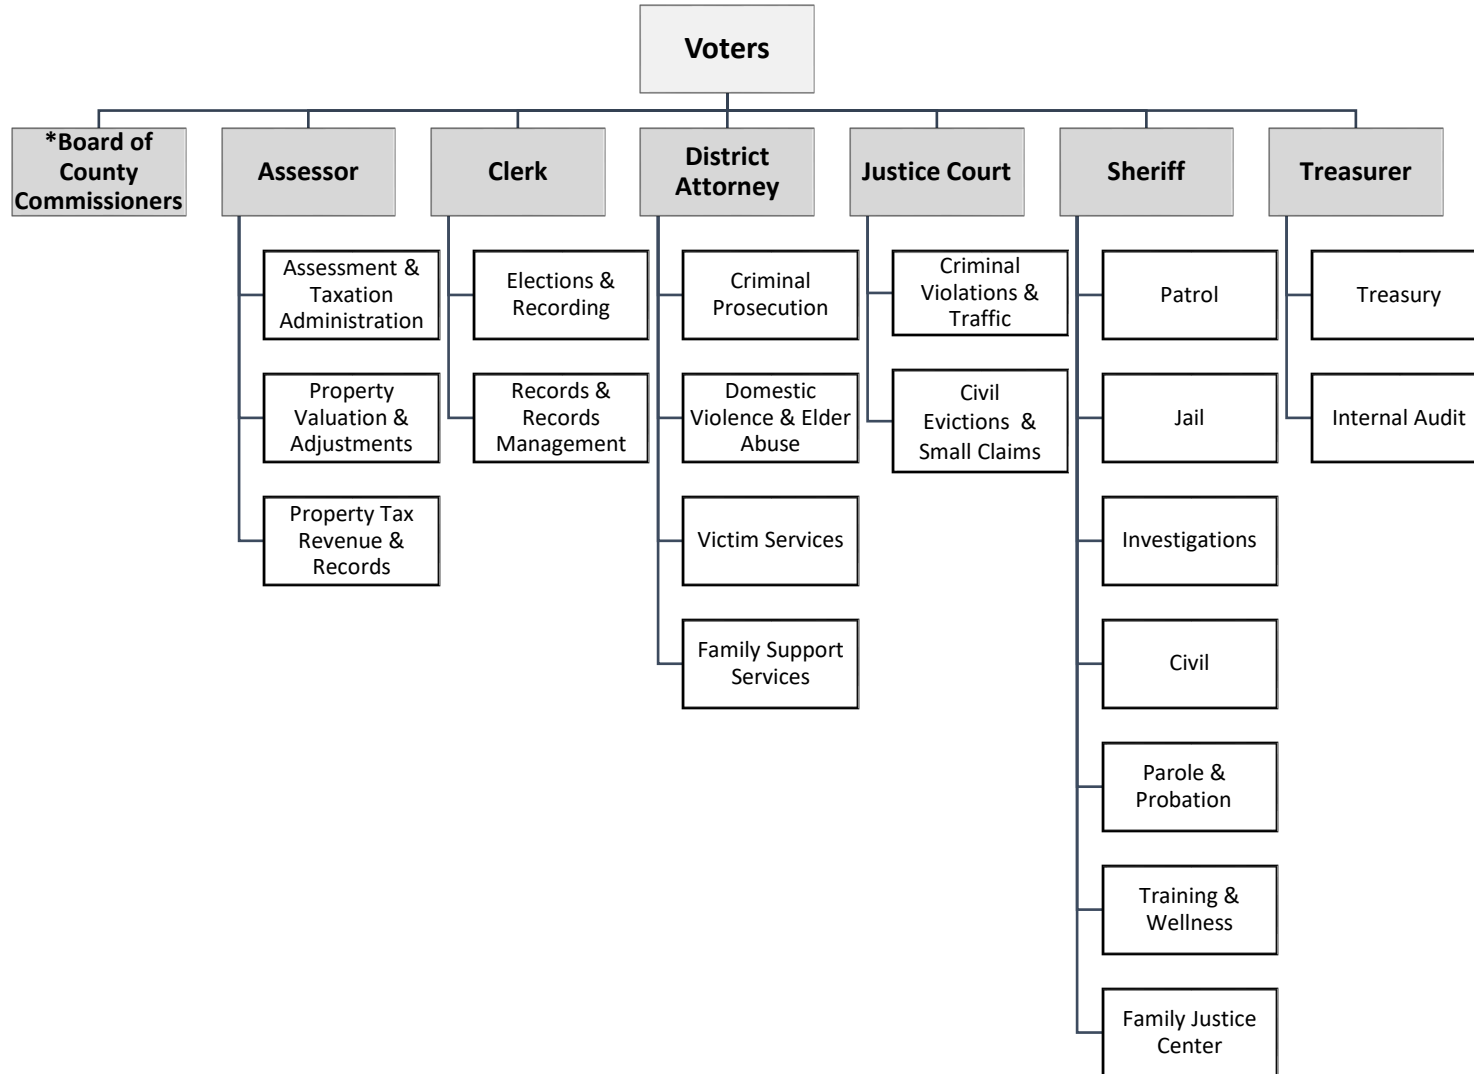 Voters
*Board of
County
Commissioners
Assessor
Clerk
District
Attorney
Justice Court
Sheriff
Treasurer
Assessment &
Taxation
Administration
Property
Valuation &
Adjustments
Property Tax
Revenue &
Records
Elections &
Recording
Records &
Records
Management
Criminal
Prosecution
Domestic
Violence & Elder
Abuse
Victim Services
Family Support
Services
Criminal
Violations &
Traffic
Civil
Evictions &
Small Claims
Patrol
Jail
Investigations
Civil
Parole &
Probation
Training &
Wellness
Family Justice
Center
Treasury
Internal Audit